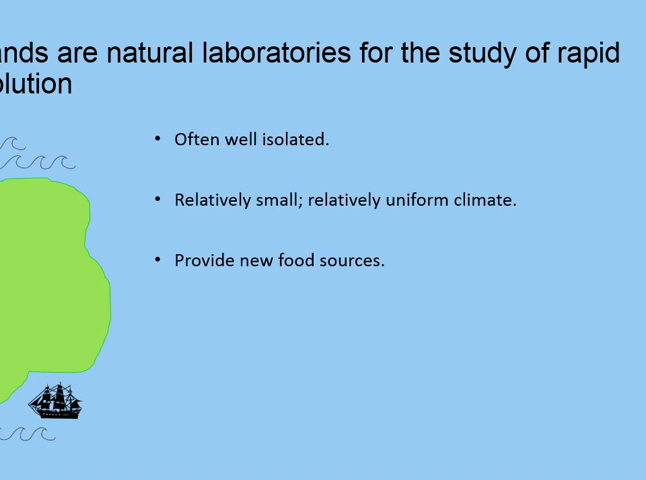 ands are natural laboratories for the study of rapid
olution
• Often well isolated.
• Relatively small; relatively uniform climate.
• Provide new food sources.